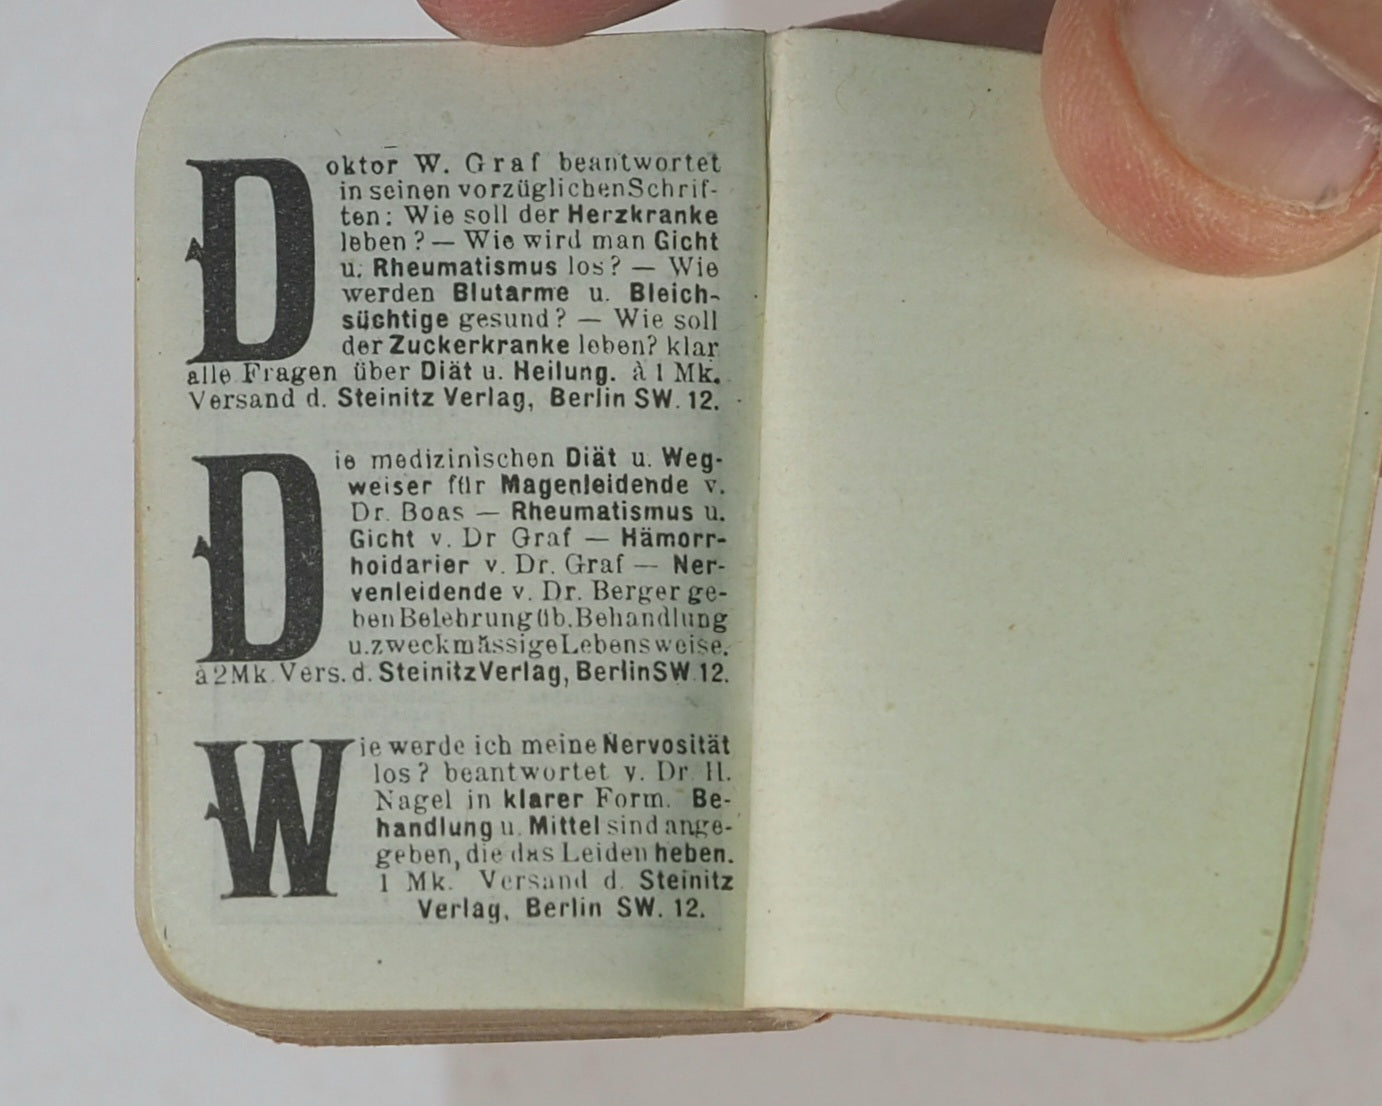 Doktor W. Graf beantwortet
in seinen vorzüglichen Schrif-
ten: Wie soll der Herzkranke
leben? — Wie wird man Gicht
u. Rheumatismus los? — Wie
werden Blutarme u. Bleich-
süchtige gesund? — Wie soll
der Zuckerkranke leben? klar
alle Fragen über Diät u. Heilung. à 1 Mk.
Versand d. Steinitz Verlag, Berlin SW. 12.
Die medizinischen Diät u. Weg-
weiser für Magenleidende v.
Dr. Boas — Rheumatismus u.
Gicht v. Dr Graf — Hämorr-
hoidarier v. Dr. Graf — Ner-
venleidende v. Dr. Berger ge-
ben Belehrung üb. Behandlung
u. zweckmässige Lebensweise.
à 2 Mk. Vers. d. Steinitz Verlag, Berlin SW 12.
Wie werde ich meine Nervosität
los? beantwortet v. Dr. H.
Nagel in klarer Form. Be-
handlung u. Mittel sind ange-
geben, die das Leiden heben.
1 Mk. Versand d. Steinitz
Verlag, Berlin SW. 12.